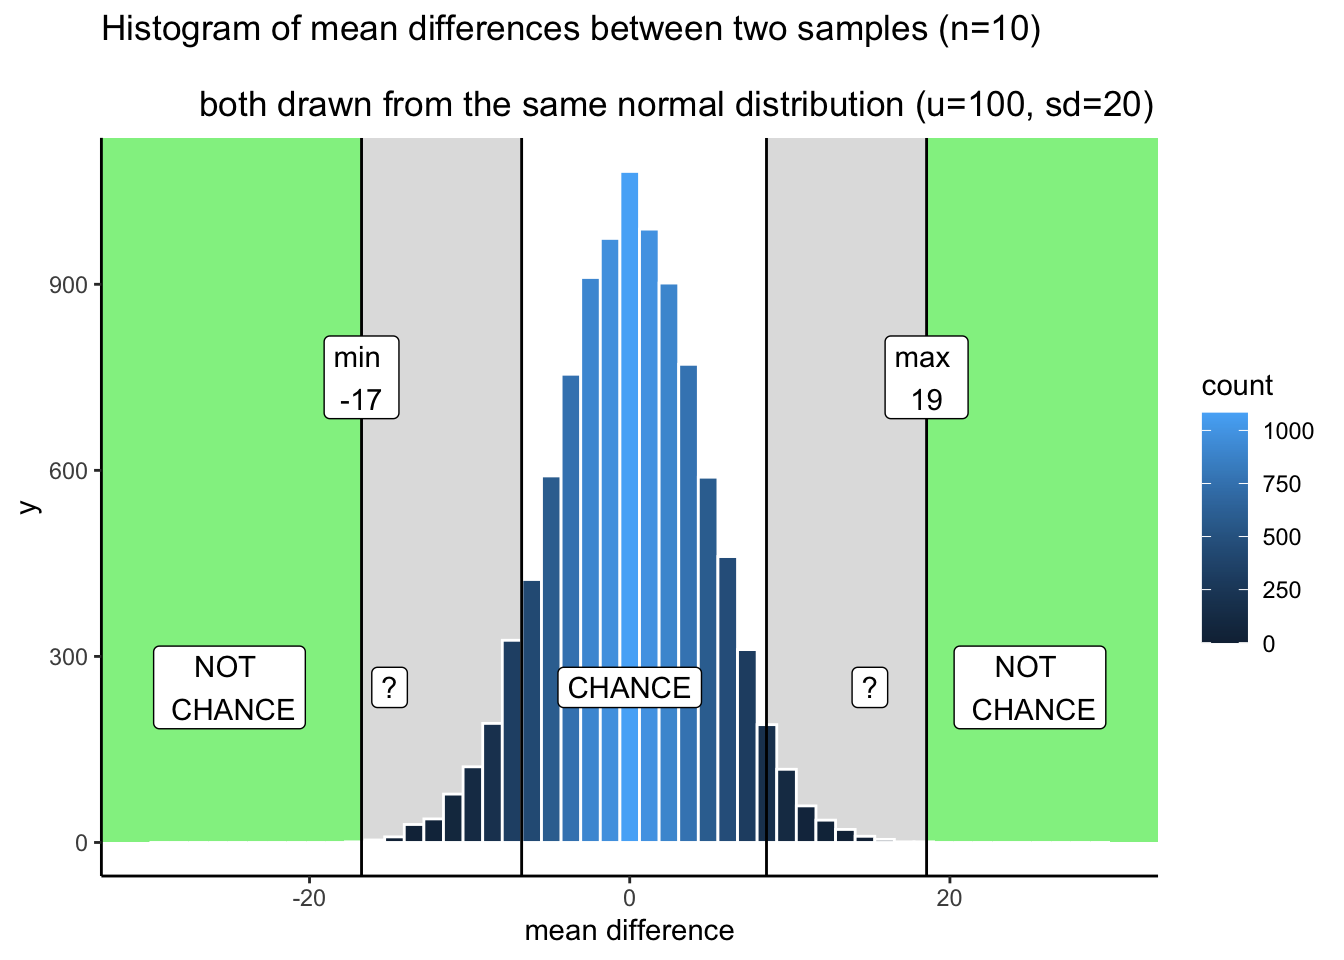 Histogram of mean differences between two samples (n=10)
both drawn from the same normal distribution (u=100, sd=20)
y
900
600
300
0
min
-17
max
19
NOT
CHANCE
?
CHANCE
?
NOT
CHANCE
-20
0
20
mean difference
count
1000
750
500
250
0